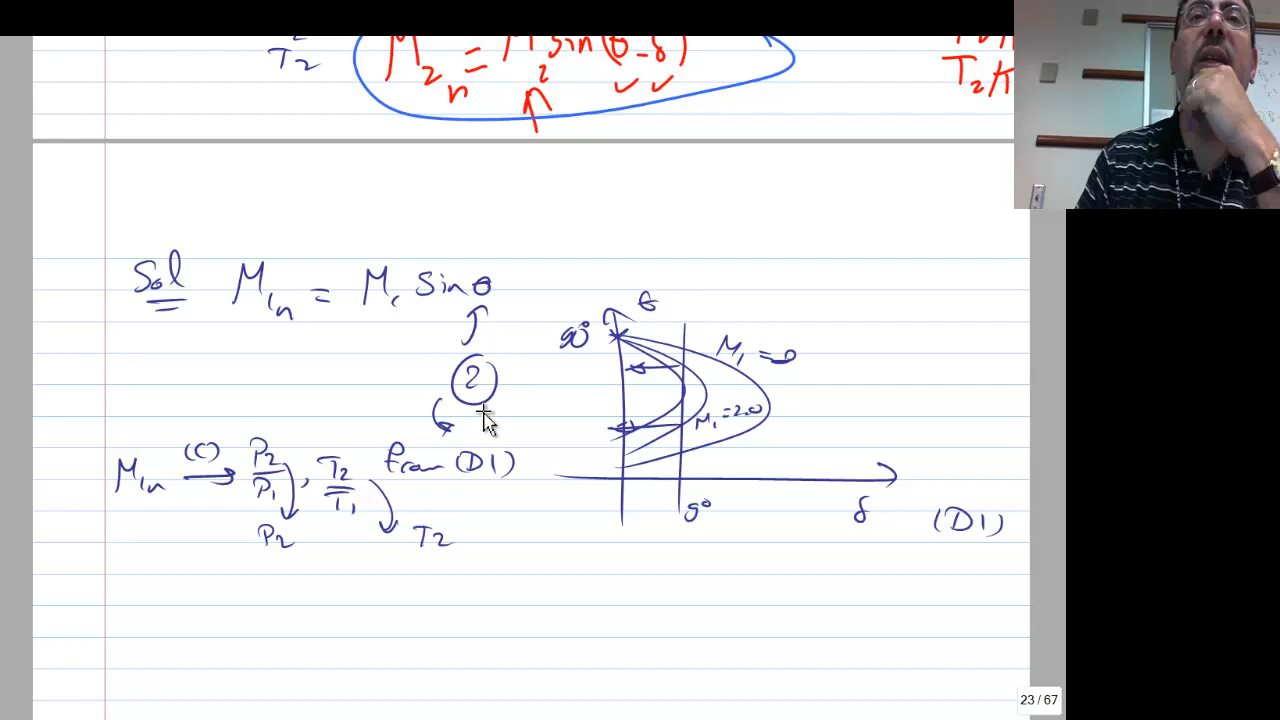 T₂
M₂ₙ = M₂ sin(θ-δ)
T₂/T
Sol M₁ₙ = M₁ sinθ
θ
90°
M₁ = ∞
2
M₁=2.0
M₁ₙ (C) → P₂/P₁, T₂/T₁ from (D1)
δ
(D1)
P₂
T₂
23 / 67